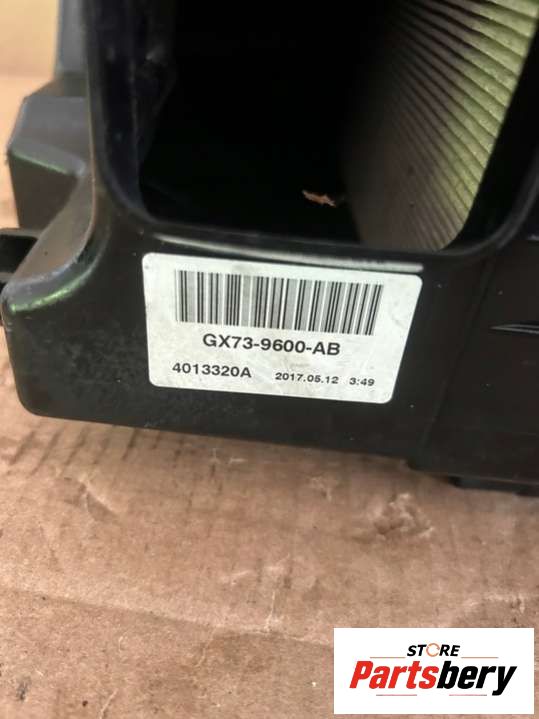 GX73-9600-AB
4013320A 2017.05.12 3:49
STORE
Partsbery